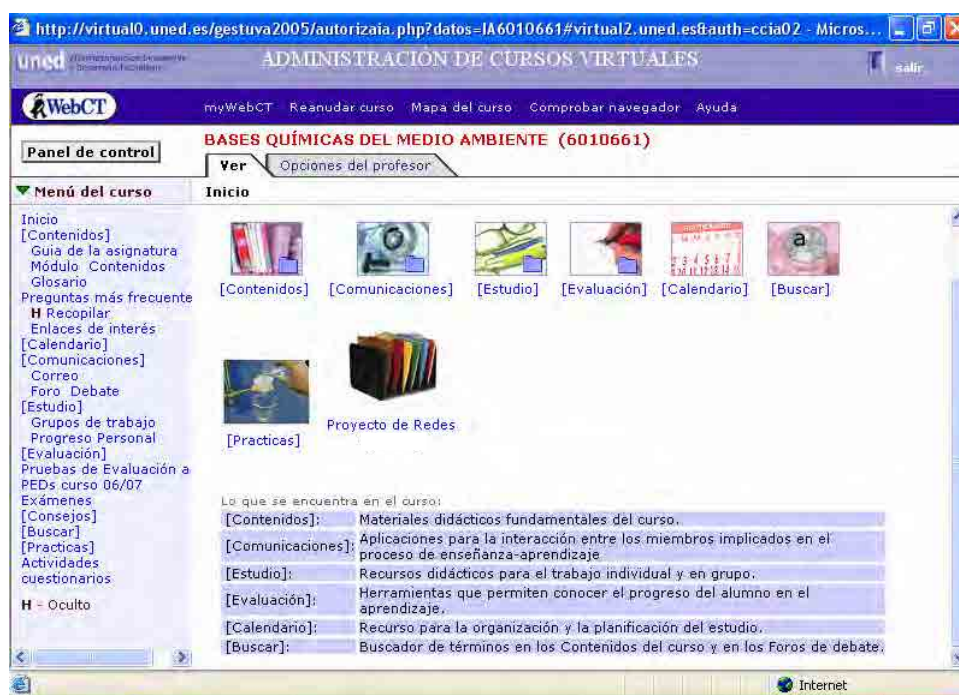 http://virtual0.uned.es/gestuva2005/autorizaia.php?datos=IA6010661#virtual2.uned.es&auth=ccia02 - Micros...
uned ADMINISTRACIÓN DE CURSOS VIRTUALES salir
WebCT myWebCT Reanudar curso Mapa del curso Comprobar navegador Ayuda
Panel de control
BASES QUÍMICAS DEL MEDIO AMBIENTE (6010661)
Ver Opciones del profesor
Menú del curso
Inicio
Inicio
[Contenidos]
Guia de la asignatura
Módulo Contenidos
Glosario
Preguntas más frecuente
H Recopilar
Enlaces de interés
[Calendario]
[Comunicaciones]
Correo
Foro Debate
[Estudio]
Grupos de trabajo
Progreso Personal
[Evaluación]
Pruebas de Evaluación a
PEDs curso 06/07
Exámenes
[Consejos]
[Buscar]
[Practicas]
Actividades
cuestionarios
H - Oculto
[Contenidos] [Comunicaciones] [Estudio] [Evaluación] [Calendario] [Buscar]
[Practicas] Proyecto de Redes
Lo que se encuentra en el curso:
[Contenidos]: Materiales didácticos fundamentales del curso.
[Comunicaciones]: Aplicaciones para la interacción entre los miembros implicados en el
proceso de enseñanza-aprendizaje
[Estudio]: Recursos didácticos para el trabajo individual y en grupo.
[Evaluación]: Herramientas que permiten conocer el progreso del alumno en el
aprendizaje.
[Calendario]: Recurso para la organización y la planificación del estudio.
[Buscar]: Buscador de términos en los Contenidos del curso y en los Foros de debate.
Internet